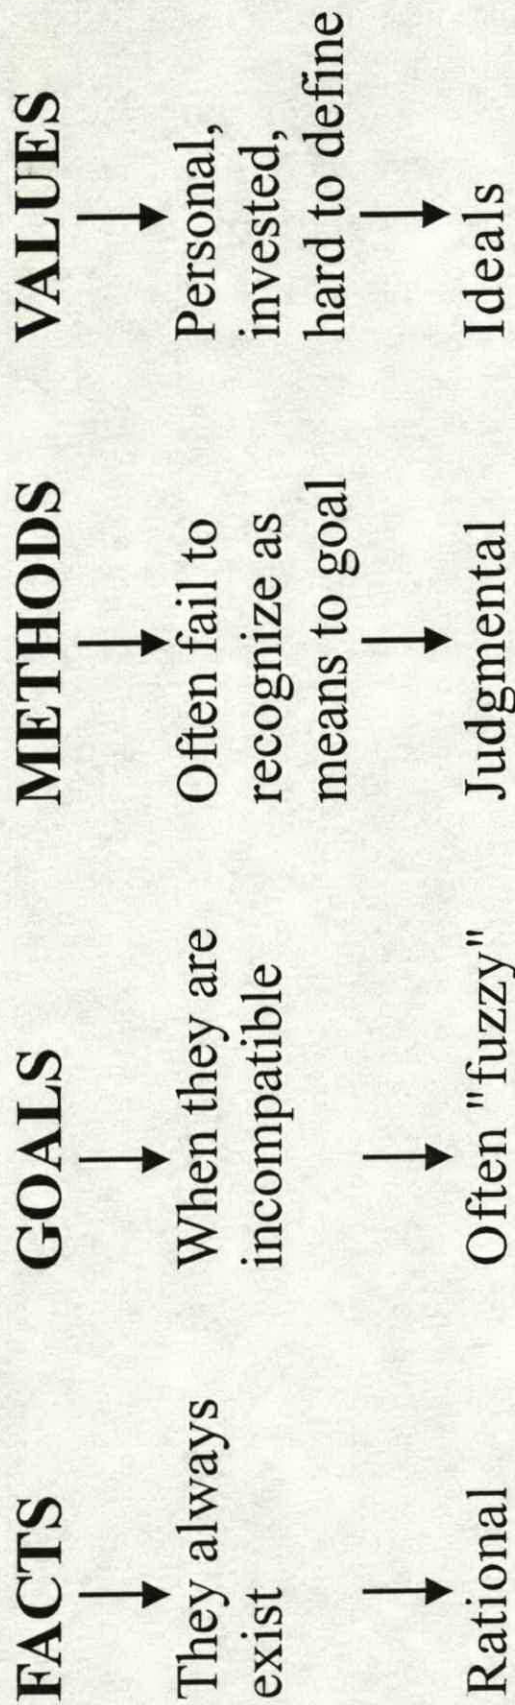 FACTS
They always
exist
Rational
GOALS
When they are
incompatible
Often "fuzzy"
METHODS
Often fail to
recognize as
means to goal
Judgmental
VALUES
Personal,
invested,
hard to define
Ideals